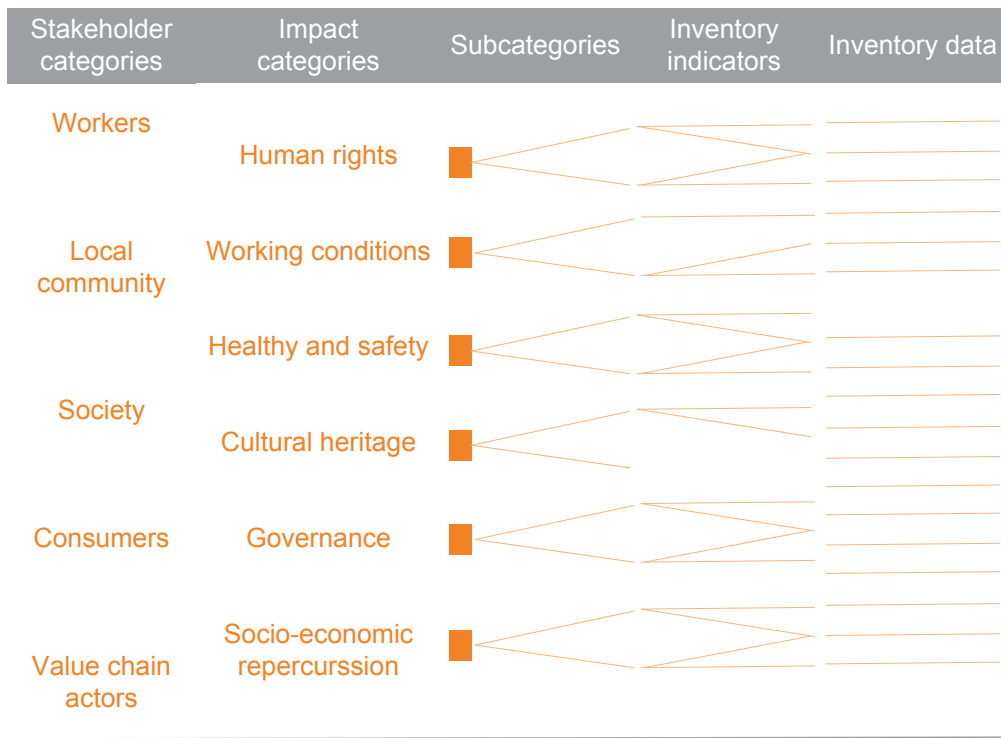 Stakeholder
categories
Impact
categories
Subcategories
Inventory
indicators
Inventory data
Workers
Human rights
Local
community
Working conditions
Healthy and safety
Society
Cultural heritage
Consumers
Governance
Socio-economic
repercurssion
Value chain
actors